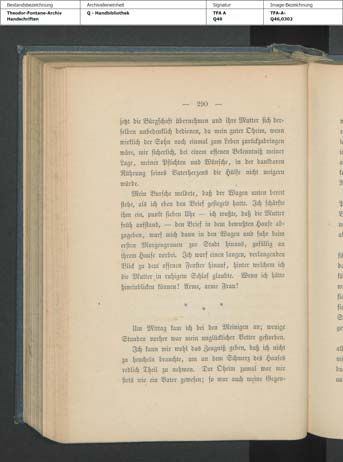 Bestandsbezeichnung
Archivalieneinheit
Signatur
Image-Bezeichnung
Theodor-Fontane-Archiv
Handschriften
Q - Handbibliothek
TFA A
Q46
TFA-A-
Q46,0302
— 290 —
jetzt die Bürgschaft übernehmen und ihre Mutter sich der-
selben unbedenklich bedienen, da mein guter Oheim, wenn
wirklich der Sohn noch einmal zum Leben zurückzubringen
wäre, mir sicherlich, bei einem offenen Bekenntniß meiner
Lage, meiner Pflichten und Wünsche, in der dankbaren
Rührung seines Vaterherzens die Hülfe nicht weigern
würde.
Mein Bursche meldete, daß der Wagen unten bereit
stehe, als ich eben den Brief gesiegelt hatte. Ich schärfte
ihm ein, punkt sieben Uhr — ich wußte, daß die Mutter
früh aufstand, — den Brief in dem bewußten Hause ab-
zugeben, warf mich dann in den Wagen und fuhr beim
ersten Morgengrauen zur Stadt hinaus, zufällig an
ihrem Hause vorbei. Ich warf einen langen, verlangenden
Blick zu dem offenen Fenster hinauf, hinter welchem ich
die Mutter in ruhigem Schlaf glaubte. Wenn ich hätte
hineinblicken können! Arme, arme Frau!
* * *
Um Mittag kam ich bei den Meinigen an; wenige
Stunden vorher war mein unglücklicher Vetter gestorben.
Ich kann mir wohl das Zeugniß geben, daß ich nicht
zu heucheln brauchte, um an dem Schmerz des Hauses
redlich Theil zu nehmen. Der Oheim zumal war mir
stets wie ein Vater gewesen; so war auch meine Gegen-